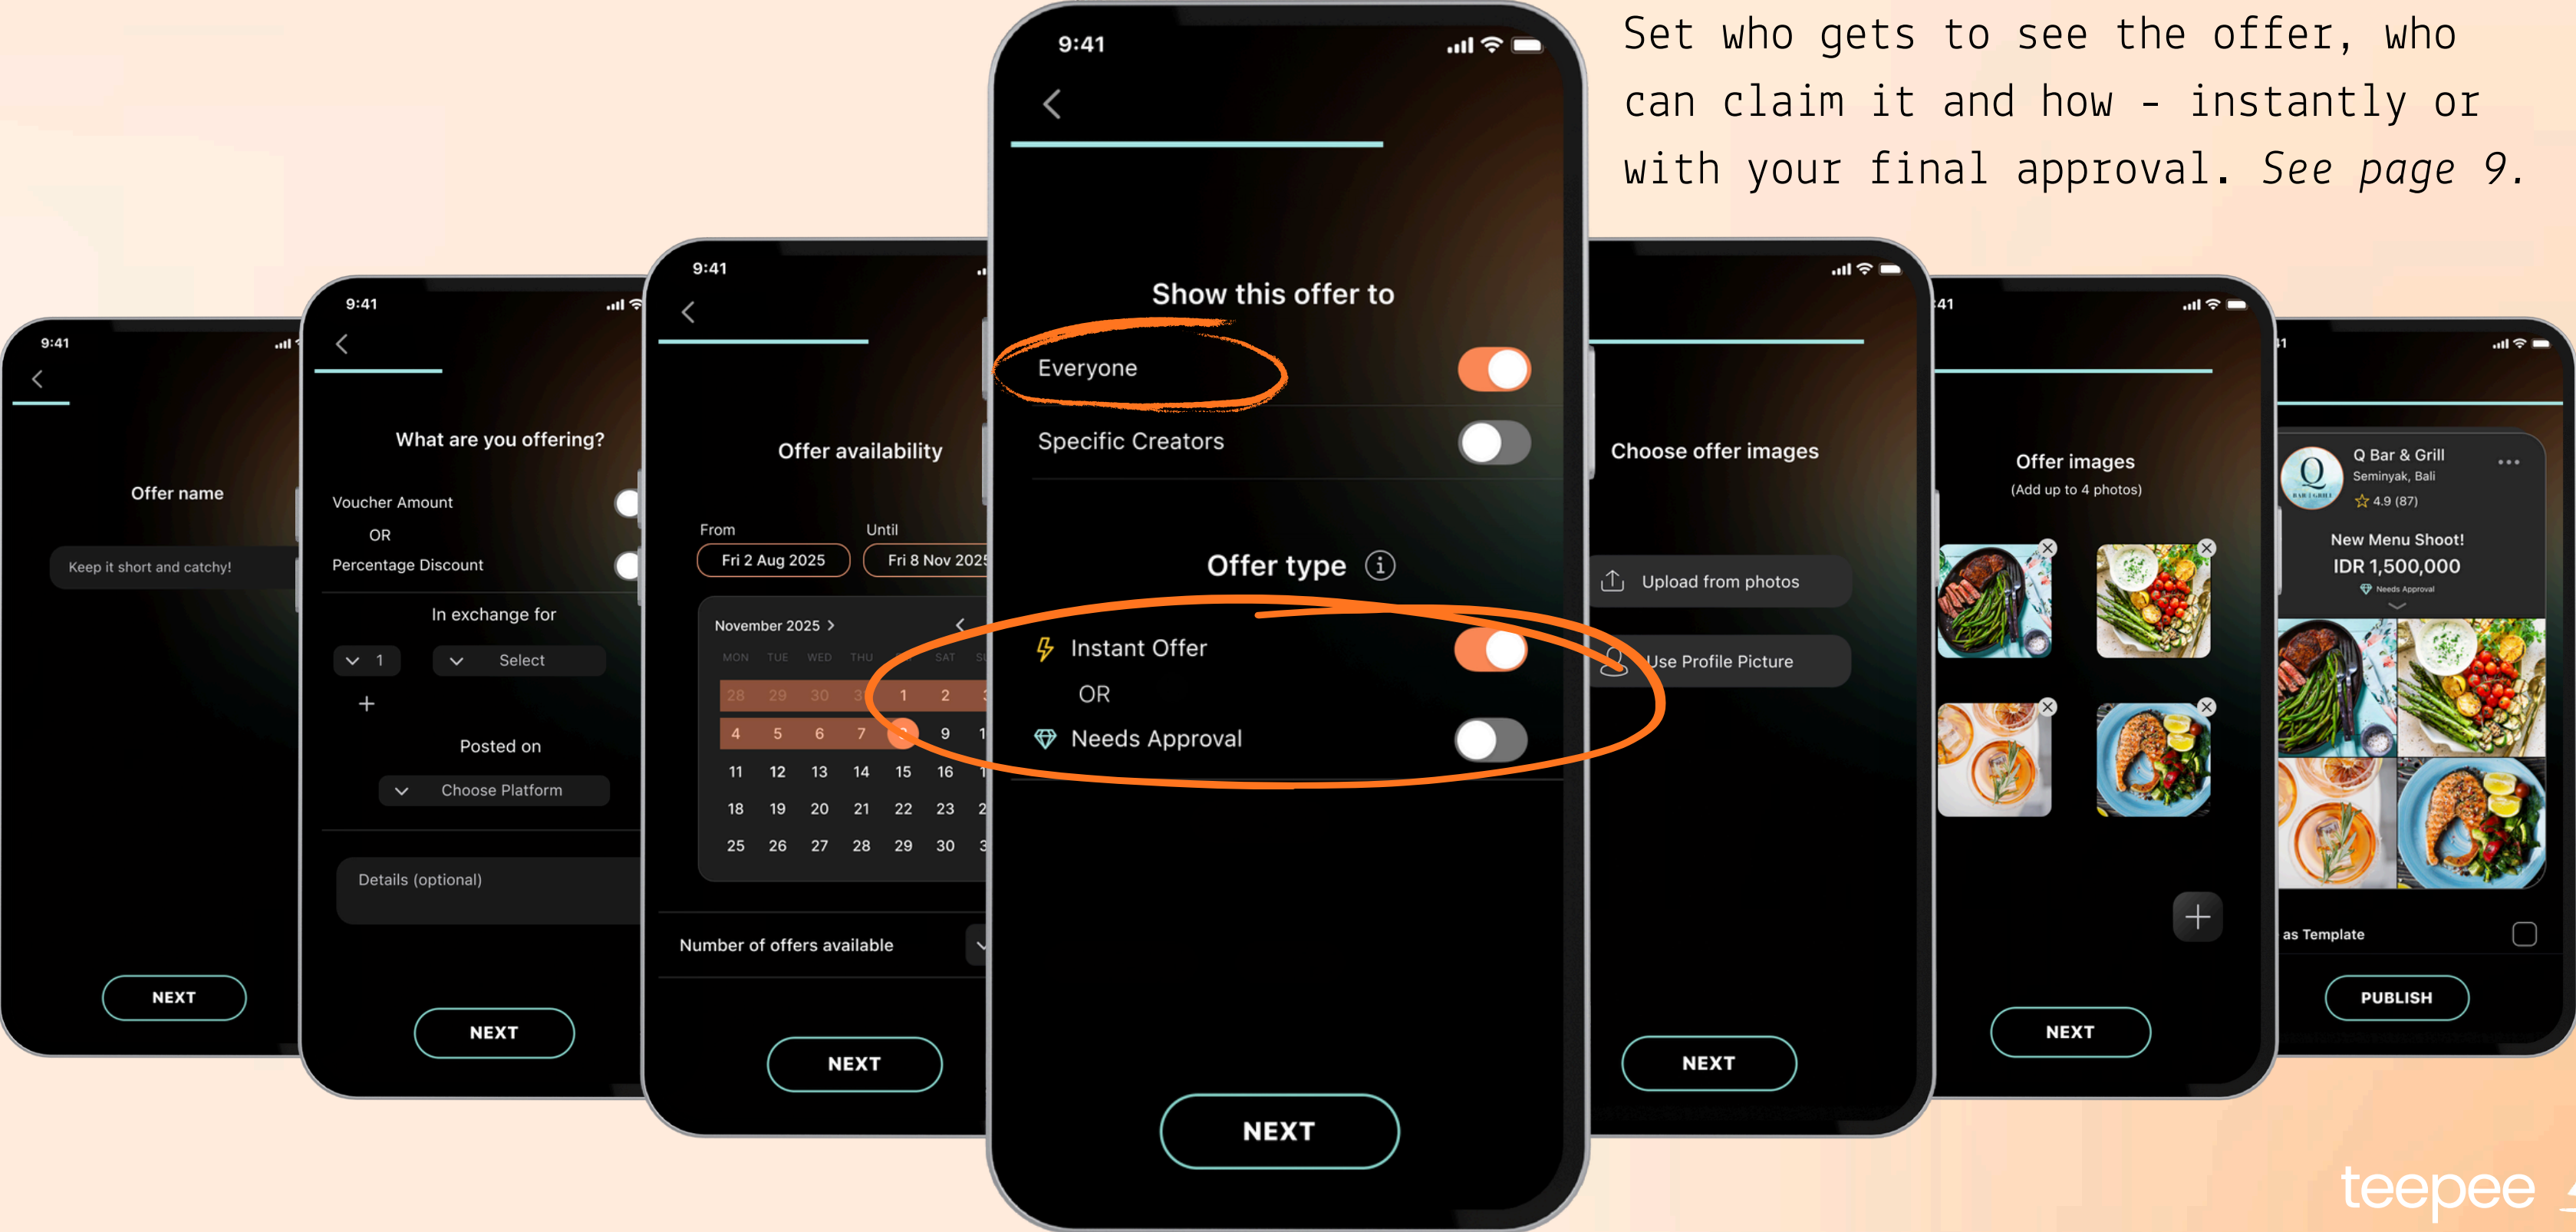 Set who gets to see the offer, who
can claim it and how - instantly or
with your final approval. See page 9.
9:41
Offer name
Keep it short and catchy!
NEXT
9:41
What are you offering?
Voucher Amount
OR
Percentage Discount
In exchange for
1
Select
+
Posted on
Choose Platform
Details (optional)
NEXT
9:41
Offer availability
From Until
Fri 2 Aug 2025 Fri 8 Nov 2025
November 2025 >
MON TUE WED THU SAT
28 29 30 1 2
4 5 6 7 8 9
11 12 13 14 15 16
18 19 20 21 22 23
25 26 27 28 29 30
Number of offers available
NEXT
9:41
Show this offer to
Everyone
Specific Creators
Offer type
Instant Offer
OR
Needs Approval
NEXT
Choose offer images
Upload from photos
Use Profile Picture
NEXT
:41
Offer images
(Add up to 4 photos)
NEXT
Q
BAR & GRILL
Q Bar & Grill
Seminyak, Bali
4.9 (87)
New Menu Shoot!
IDR 1,500,000
Needs Approval
as Template
PUBLISH
teepee